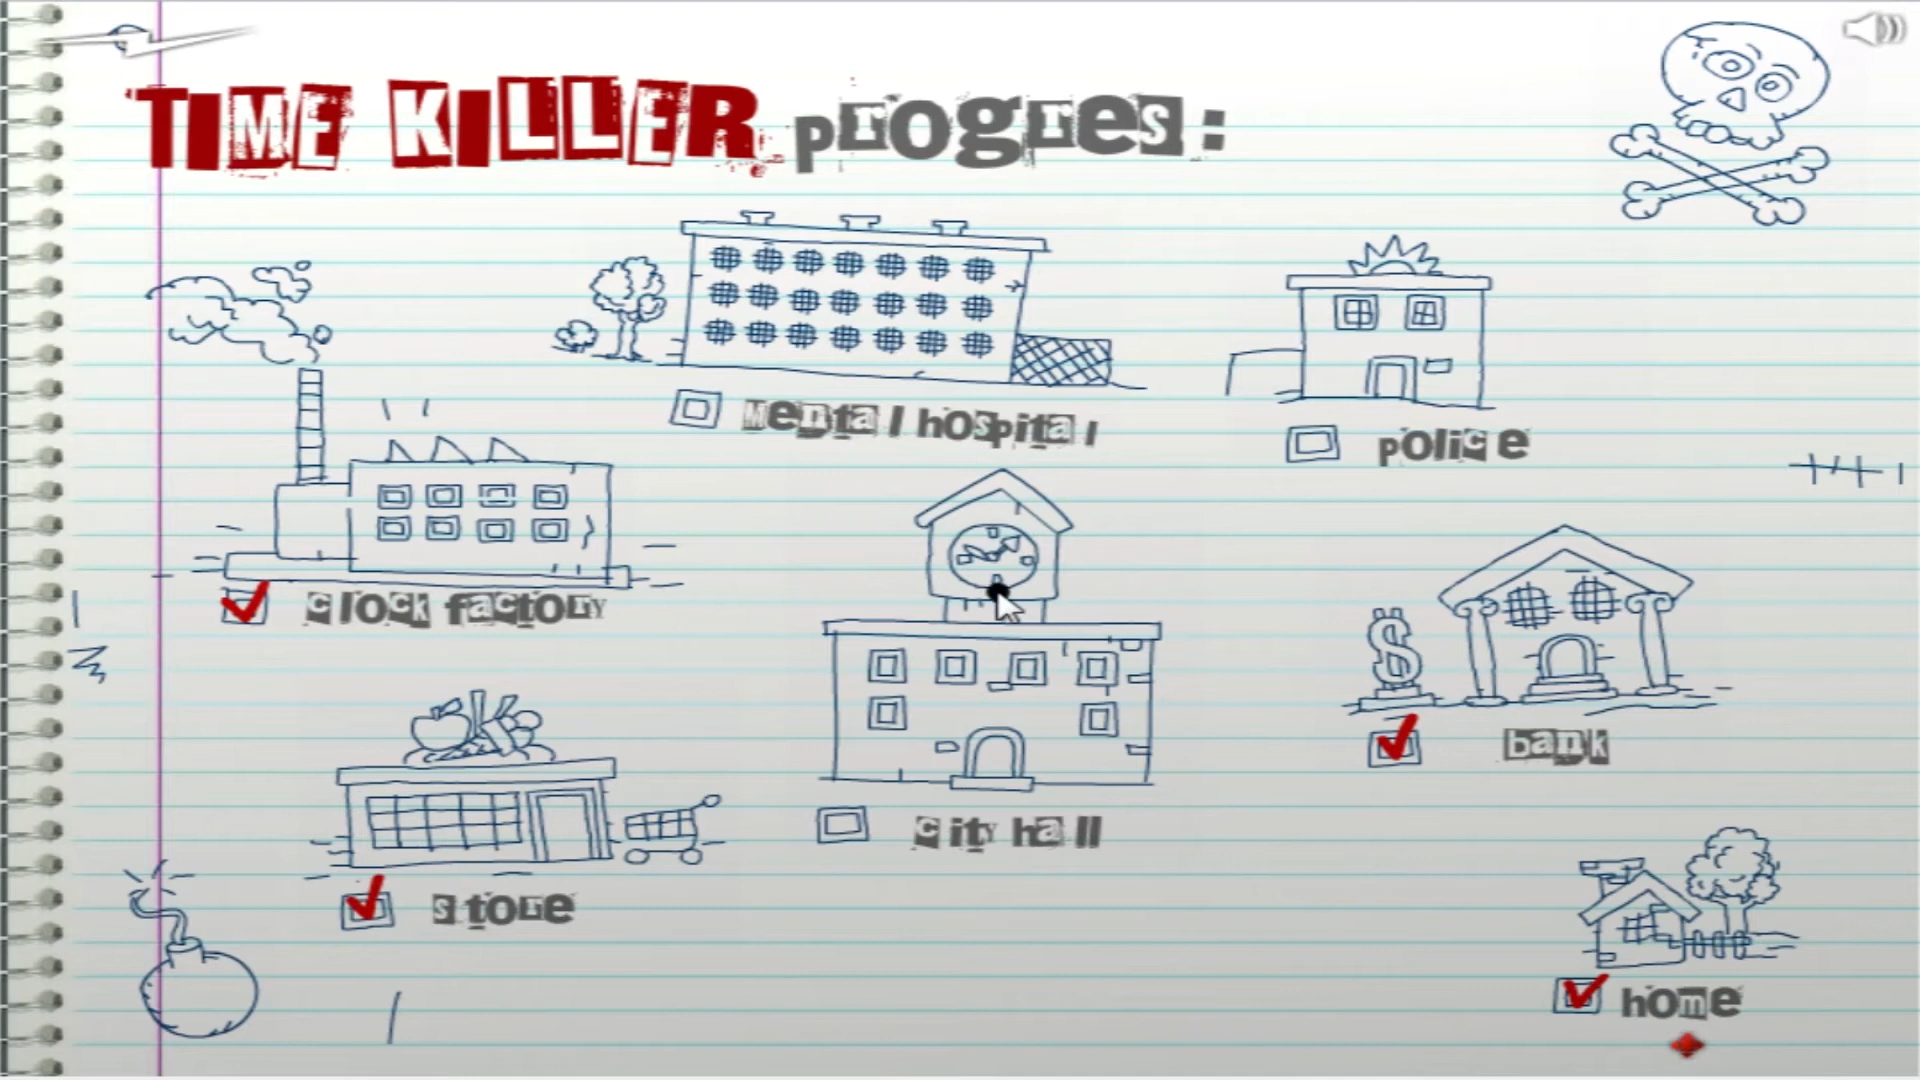 TIME KILLER progres:
Mental hospital
police
clock factory
bank
city hall
store
home